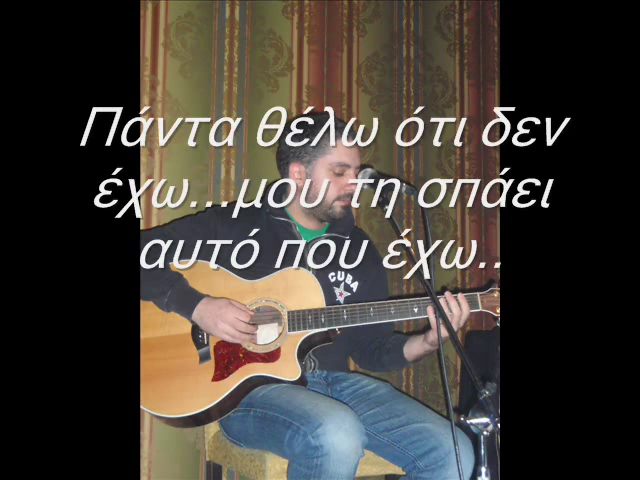 Πάντα θέλω ότι δεν
έχω...μου τη σπάει
αυτό που έχω..
CUBA